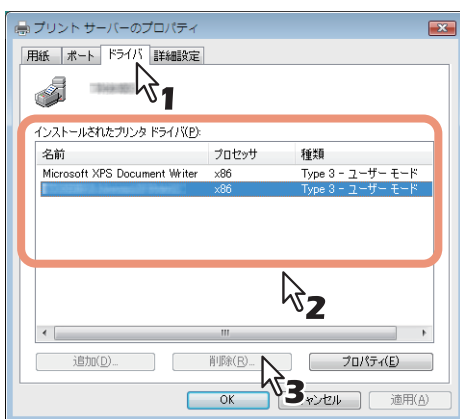 プリント サーバーのプロパティ
用紙 ポート ドライバ 詳細設定
1
インストールされたプリンタ ドライバ(P):
名前 プロセッサ 種類
Microsoft XPS Document Writer x86 Type 3 - ユーザー モード
x86 Type 3 - ユーザー モード
2
追加(D)... 削除(R)... プロパティ(E)
3
OK キャンセル 適用(A)